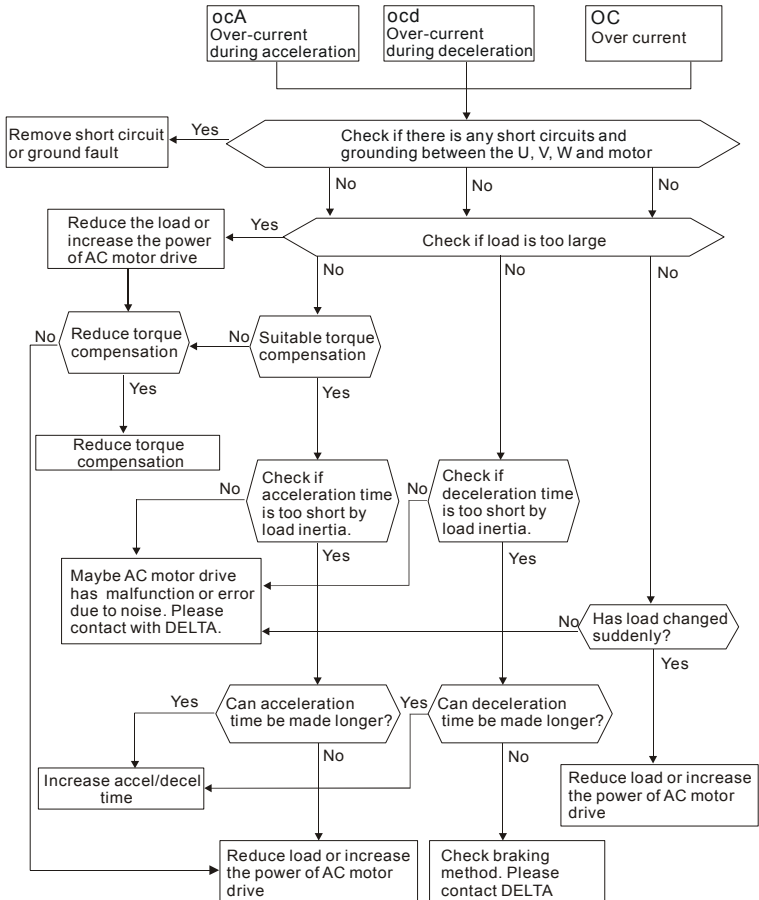 ocA
Over-current
during acceleration
ocd
Over-current
during deceleration
OC
Over current
Remove short circuit
or ground fault
Yes
Check if there is any short circuits and
grounding between the U, V, W and motor
No
No
No
Reduce the load or
increase the power
of AC motor drive
Yes
Check if load is too large
No
No
No
No
Reduce torque
compensation
No
Suitable torque
compensation
Yes
Yes
Reduce torque
compensation
No
Check if
acceleration time
is too short by
load inertia.
No
Check if
deceleration time
is too short by
load inertia.
Yes
Yes
Maybe AC motor drive
has malfunction or error
due to noise. Please
contact with DELTA.
No
Has load changed
suddenly?
Yes
Yes
Can acceleration
time be made longer?
Yes
Can deceleration
time be made longer?
No
No
Increase accel/decel
time
Reduce load or increase
the power of AC motor
drive
Reduce load or increase
the power of AC motor
drive
Check braking
method. Please
contact DELTA